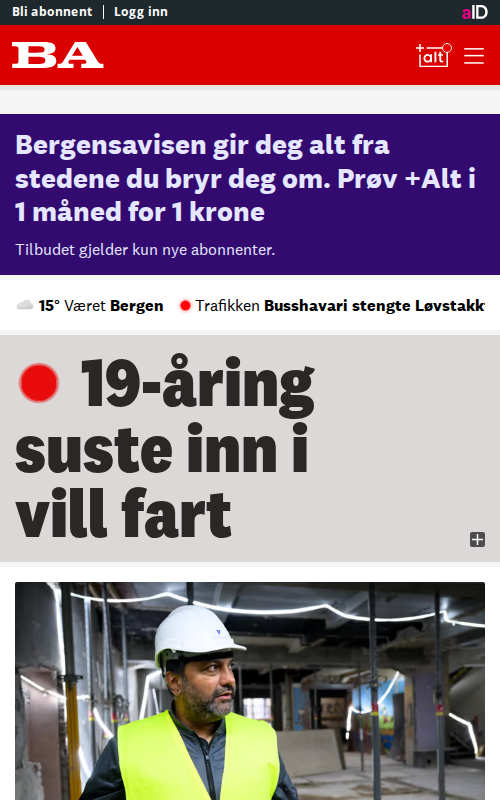 Bli abonnent | Logg inn
aID
BA
+alt
Bergensavisen gir deg alt fra
stedene du bryr deg om. Prøv +Alt i
1 måned for 1 krone
Tilbudet gjelder kun nye abonnenter.
15° Været Bergen Trafikken Busshavari stengte Løvstakk
19-åring
suste inn i
vill fart